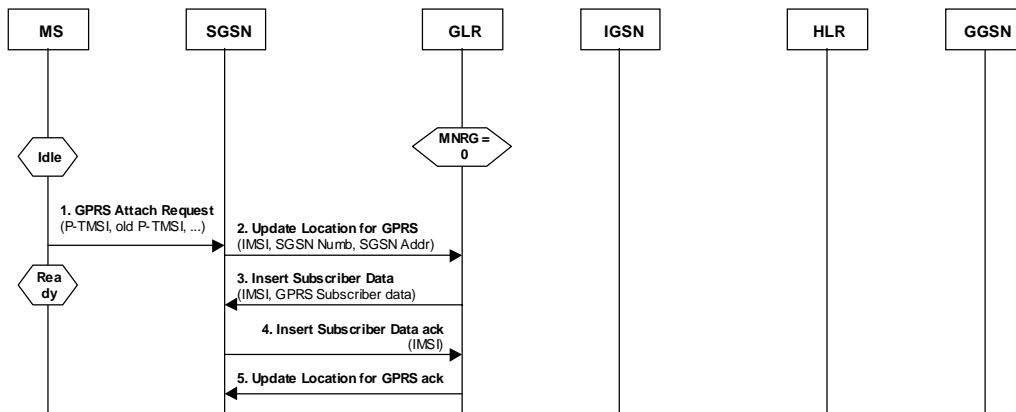 MS
SGSN
GLR
IGSN
HLR
GGSN
MNRG =
0
Idle
1. GPRS Attach Request
(P-TMSI, old P-TMSI, ...)
2. Update Location for GPRS
(IMSI, SGSN Numb, SGSN Addr)
Rea
dy
3. Insert Subscriber Data
(IMSI, GPRS Subscriber data)
4. Insert Subscriber Data ack
(IMSI)
5. Update Location for GPRS ack